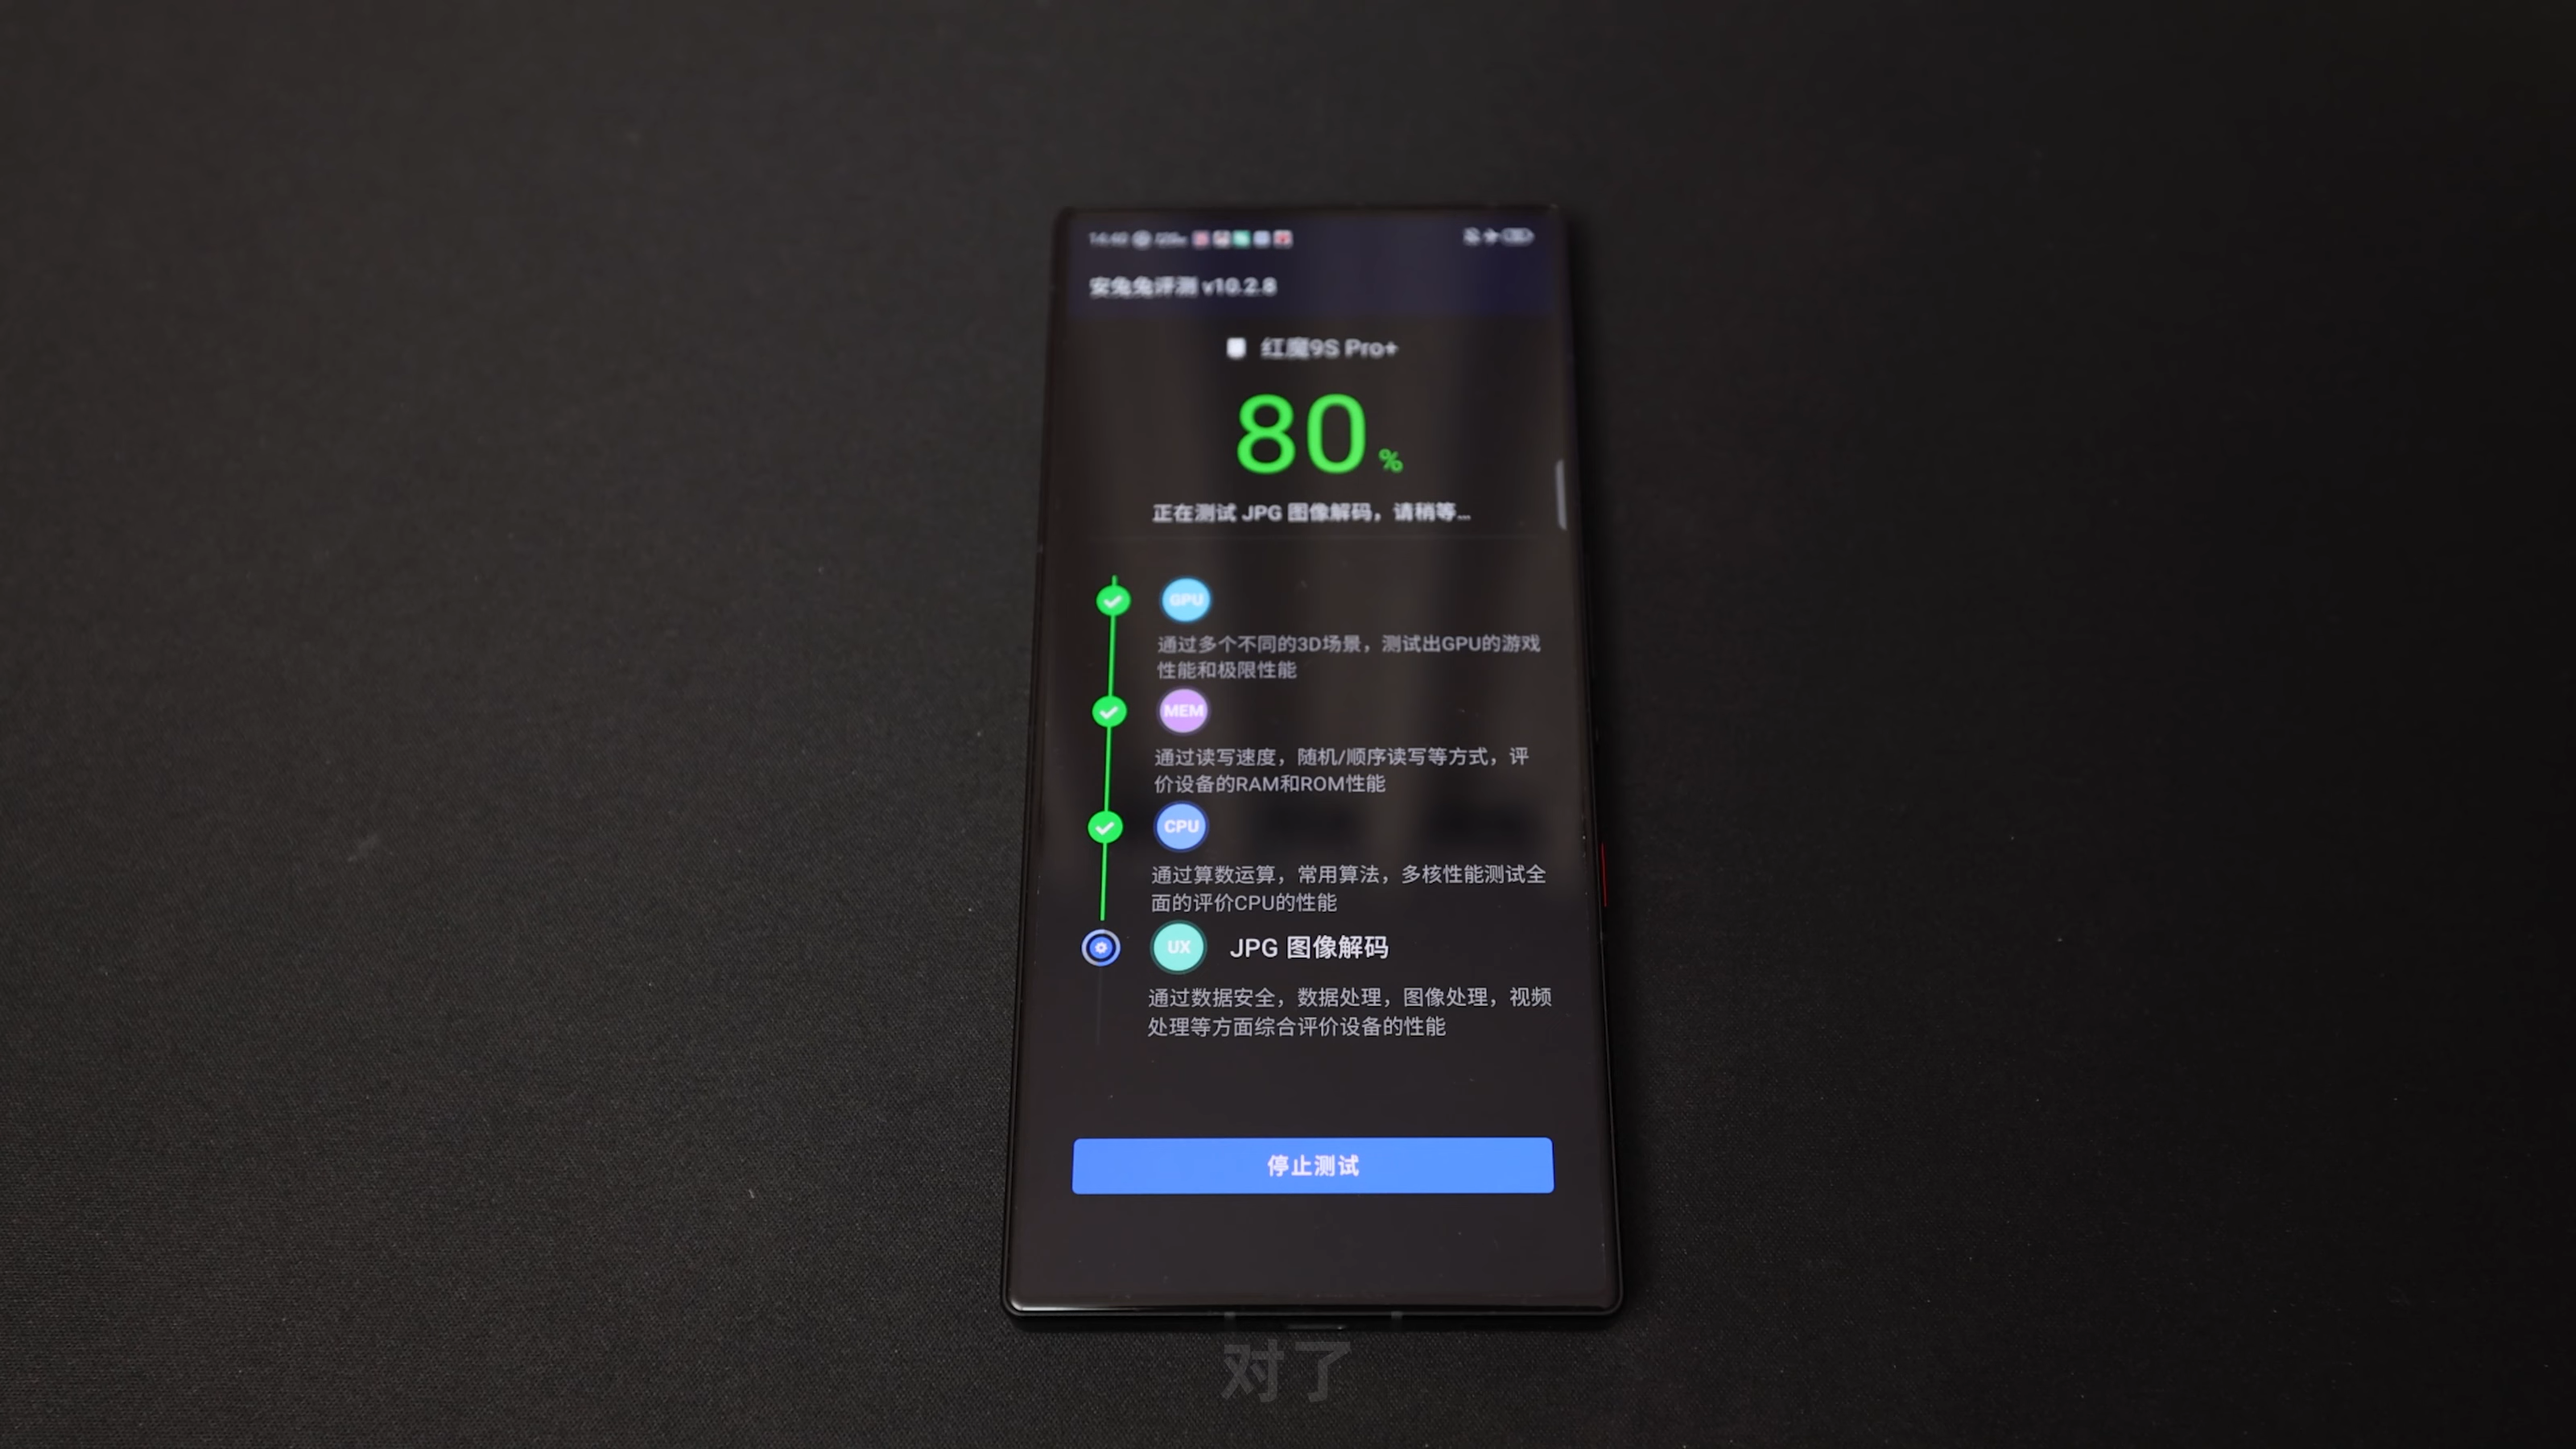 安兔兔评测 v10.2.8
红魔9S Pro+
80%
正在测试 JPG 图像解码，请稍等...
GPU
通过多个不同的3D场景，测试出GPU的游戏
性能和极限性能
MEM
通过读写速度，随机/顺序读写等方式，评
价设备的RAM和ROM性能
CPU
通过算数运算，常用算法，多核性能测试全
面的评价CPU的性能
UX JPG 图像解码
通过数据安全，数据处理，图像处理，视频
处理等方面综合评价设备的性能
停止测试
对了